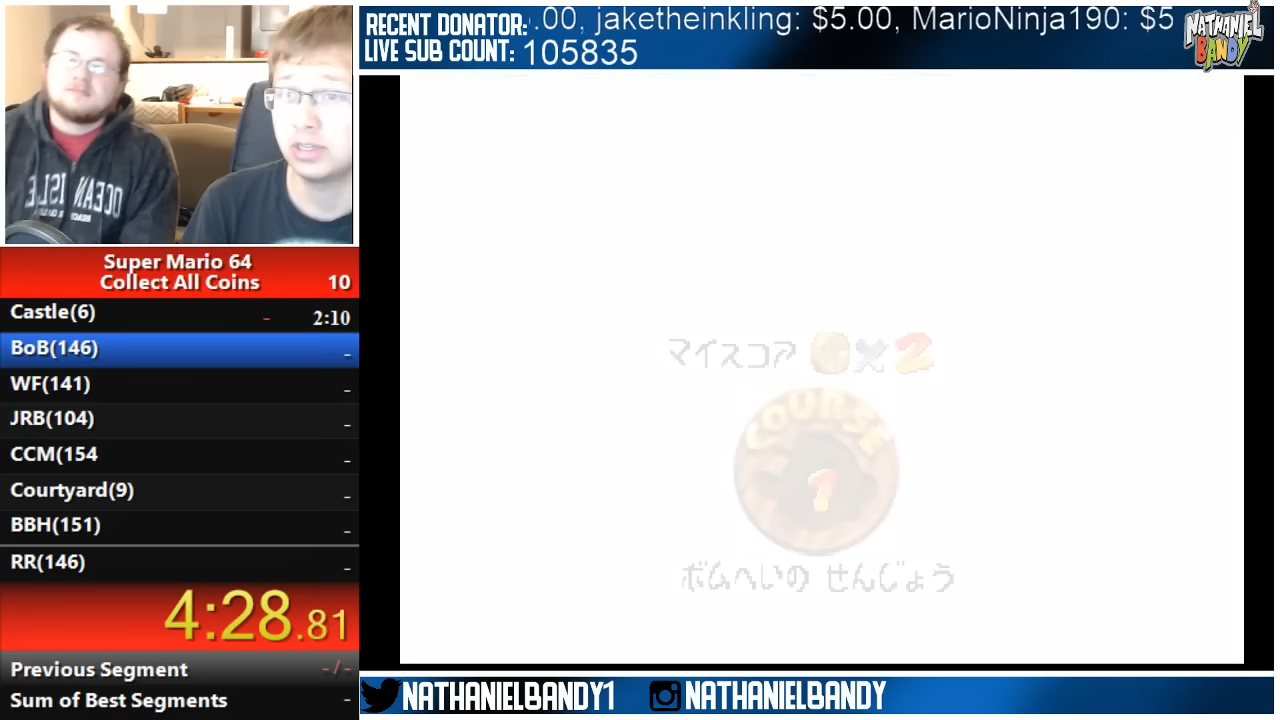 RECENT DONATOR: .00, jaketheinkling: $5.00, MarioNinja190: $5
LIVE SUB COUNT: 105835
NATHANIEL
BANDY
OCEAN ISLE
Super Mario 64
Collect All Coins 10
Castle(6) - 2:10
BoB(146) -
WF(141) -
JRB(104) -
CCM(154 -
Courtyard(9) -
BBH(151) -
RR(146) -
4:28.81
Previous Segment -/-
Sum of Best Segments -
マイスコア ×2
COURSE
1
ボムへいの せんじょう
NATHANIELBANDY1 NATHANIELBANDY